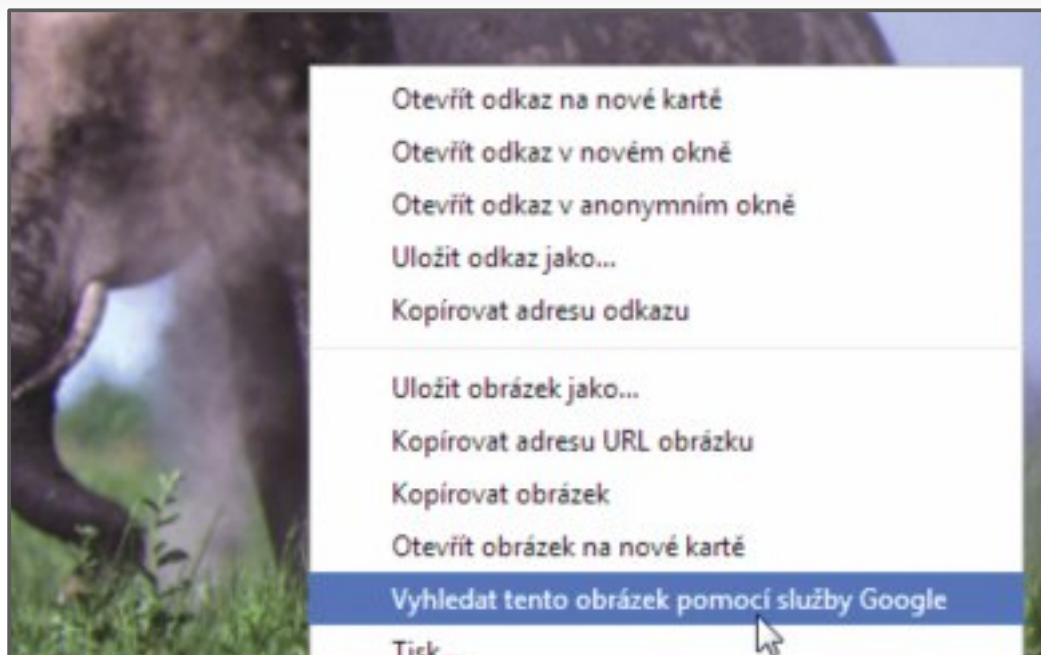 Otevřít odkaz na nové kartě
Otevřít odkaz v novém okně
Otevřít odkaz v anonymním okně
Uložit odkaz jako...
Kopírovat adresu odkazu
Uložit obrázek jako...
Kopírovat adresu URL obrázku
Kopírovat obrázek
Otevřít obrázek na nové kartě
Vyhledat tento obrázek pomocí služby Google
Tisk...